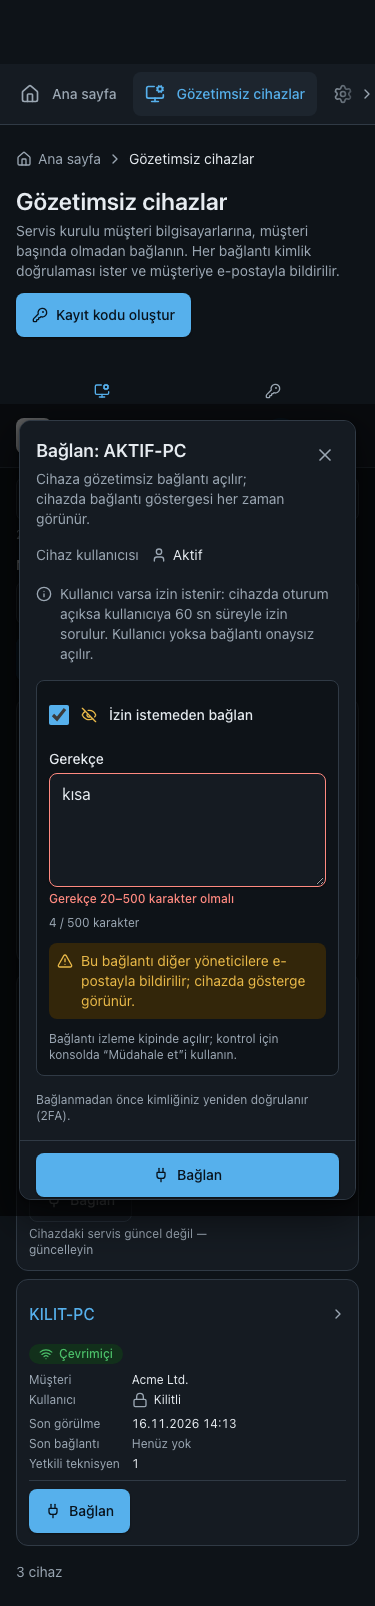 Ana sayfa
Gözetimsiz cihazlar
Ana sayfa > Gözetimsiz cihazlar
Gözetimsiz cihazlar
Servis kurulu müşteri bilgisayarlarına, müşteri
başında olmadan bağlanın. Her bağlantı kimlik
doğrulaması ister ve müşteriye e-postayla bildirilir.
Kayıt kodu oluştur
Bağlan: AKTIF-PC
Cihaza gözetimsiz bağlantı açılır;
cihazda bağlantı göstergesi her zaman
görünür.
Cihaz kullanıcısı Aktif
Kullanıcı varsa izin istenir: cihazda oturum
açıksa kullanıcıya 60 sn süreyle izin
sorulur. Kullanıcı yoksa bağlantı onaysız
açılır.
İzin istemeden bağlan
Gerekçe
kısa
Gerekçe 20–500 karakter olmalı
4 / 500 karakter
Bu bağlantı diğer yöneticilere e-
postayla bildirilir; cihazda gösterge
görünür.
Bağlantı izleme kipinde açılır; kontrol için
konsolda “Müdahale et”i kullanın.
Bağlanmadan önce kimliğiniz yeniden doğrulanır
(2FA).
Bağlan
Bağlan
Cihazdaki servis güncel değil —
güncelleyin
KILIT-PC
Çevrimiçi
Müşteri Acme Ltd.
Kullanıcı Kilitli
Son görülme 16.11.2026 14:13
Son bağlantı Henüz yok
Yetkili teknisyen 1
Bağlan
3 cihaz